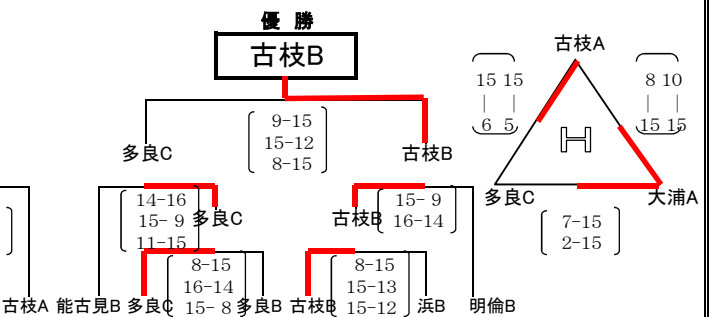 優 勝
古枝B
古枝A
15 15
8 10
|  |
|  |
6 5
15 15
H
9-15
15-12
8-15
多良C
古枝B
多良C
大浦A
7-15
2-15
14-16
15- 9
11-15
多良C
古枝B
15- 9
16-14
8-15
16-14
15- 8
8-15
15-13
15-12
古枝A
能古見B
多良C
多良B
古枝B
浜B
明倫B